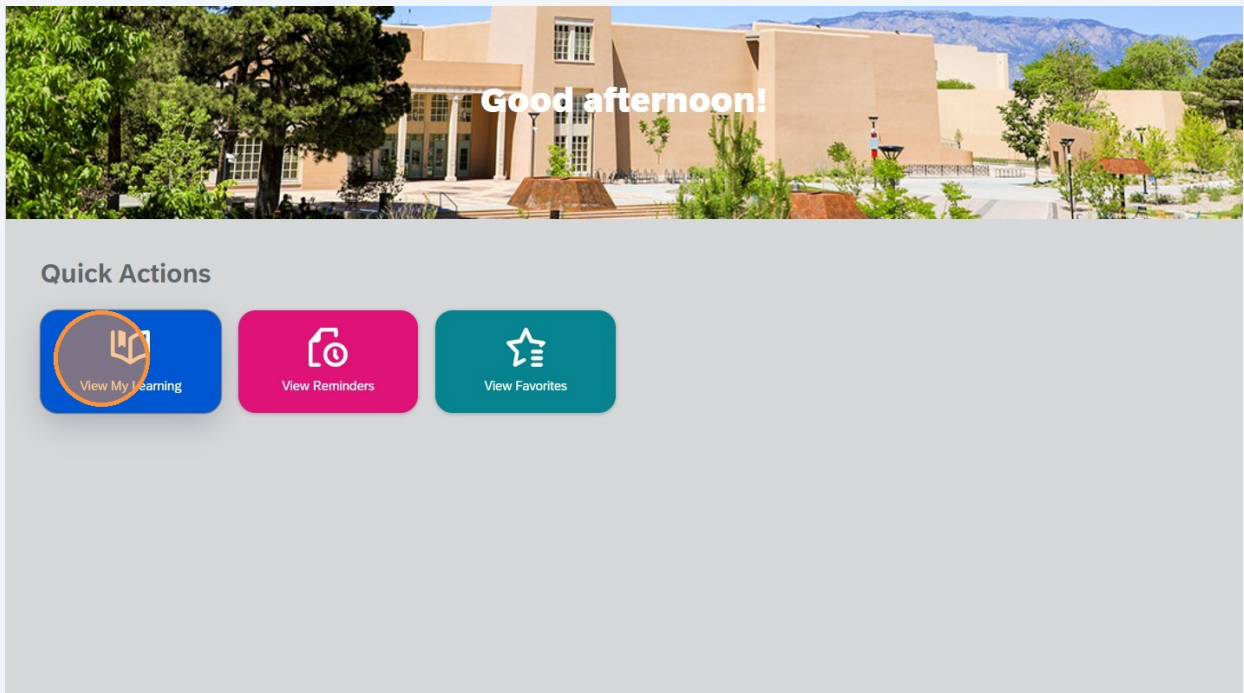 Good afternoon!
Quick Actions
View My Learning
View Reminders
View Favorites